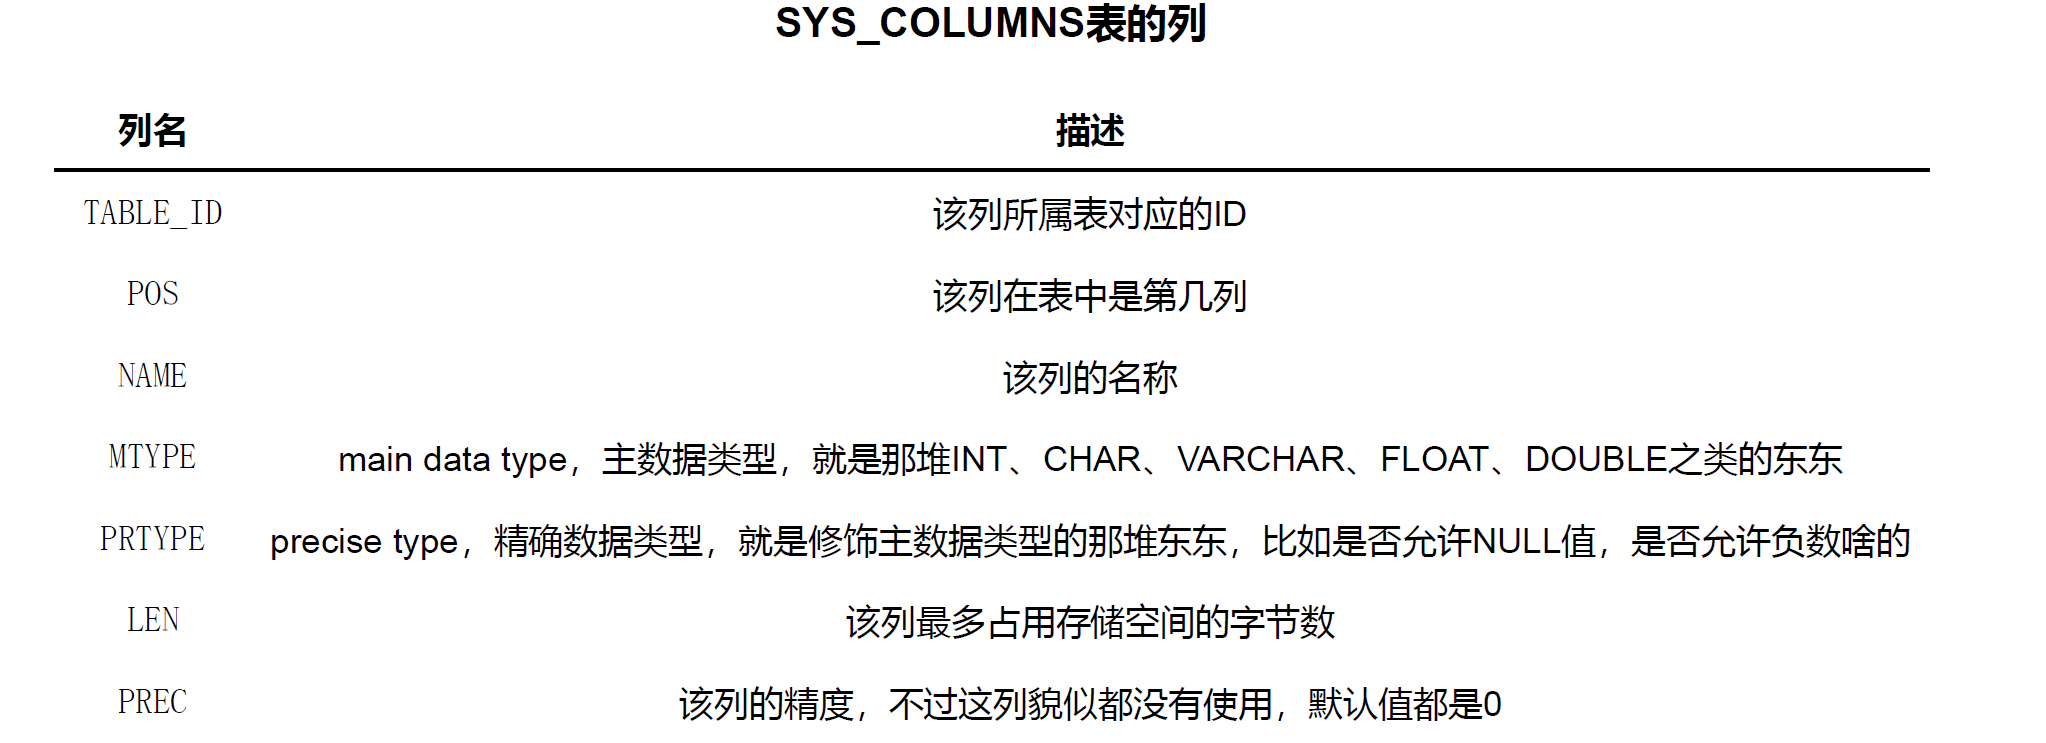 SYS_COLUMNS表的列
列名 描述
TABLE_ID 该列所属表对应的ID
POS 该列在表中是第几列
NAME 该列的名称
MTYPE main data type，主数据类型，就是那堆INT、CHAR、VARCHAR、FLOAT、DOUBLE之类的东东
PRTYPE precise type，精确数据类型，就是修饰主数据类型的那堆东东，比如是否允许NULL值，是否允许负数啥的
LEN 该列最多占用存储空间的字节数
PREC 该列的精度，不过这列貌似都没有使用，默认值都是0